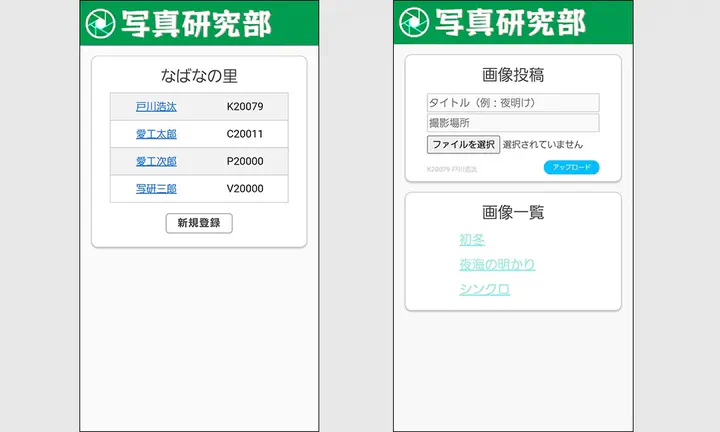 写真研究部
なばなの里
戸川浩汰 K20079
愛工太郎 C20011
愛工次郎 P20000
写研三郎 V20000
新規登録
写真研究部
画像投稿
タイトル（例：夜明け）
撮影場所
ファイルを選択 選択されていません
K20079 戸川浩汰 アップロード
画像一覧
初冬
夜海の明かり
シンクロ